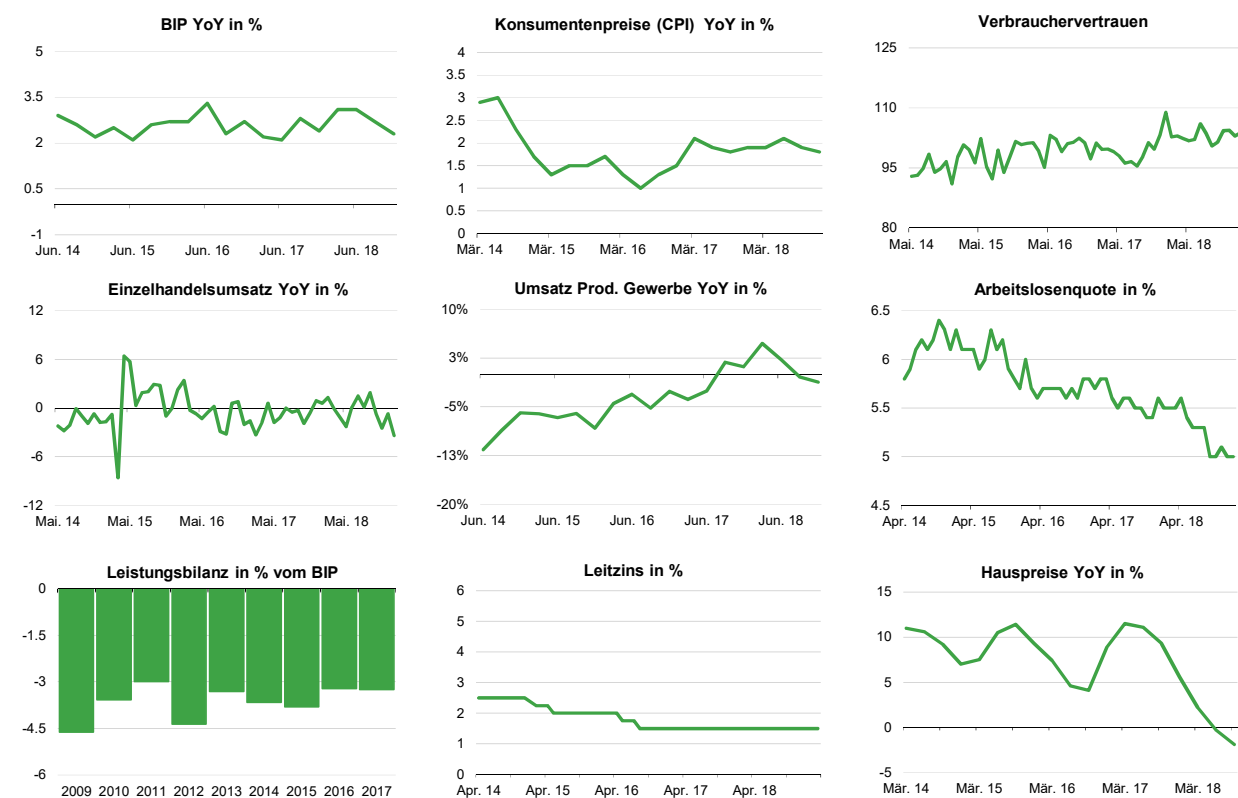 BIP YoY in %
5
3.5
2
0.5
-1
Jun. 14 Jun. 15 Jun. 16 Jun. 17 Jun. 18
Konsumentenpreise (CPI) YoY in %
4
3.5
3
2.5
2
1.5
1
0.5
0
Mär. 14 Mär. 15 Mär. 16 Mär. 17 Mär. 18
Verbrauchervertrauen
125
110
95
80
Mai. 14 Mai. 15 Mai. 16 Mai. 17 Mai. 18
Einzelhandelsumsatz YoY in %
12
6
0
-6
-12
Mai. 14 Mai. 15 Mai. 16 Mai. 17 Mai. 18
Umsatz Prod. Gewerbe YoY in %
10%
3%
-5%
-13%
-20%
Jun. 14 Jun. 15 Jun. 16 Jun. 17 Jun. 18
Arbeitslosenquote in %
6.5
6
5.5
5
4.5
Apr. 14 Apr. 15 Apr. 16 Apr. 17 Apr. 18
Leistungsbilanz in % vom BIP
0
-1.5
-3
-4.5
-6
2009 2010 2011 2012 2013 2014 2015 2016 2017
Leitzins in %
6
5
4
3
2
1
0
Apr. 14 Apr. 15 Apr. 16 Apr. 17 Apr. 18
Hauspreise YoY in %
15
10
5
0
-5
Mär. 14 Mär. 15 Mär. 16 Mär. 17 Mär. 18